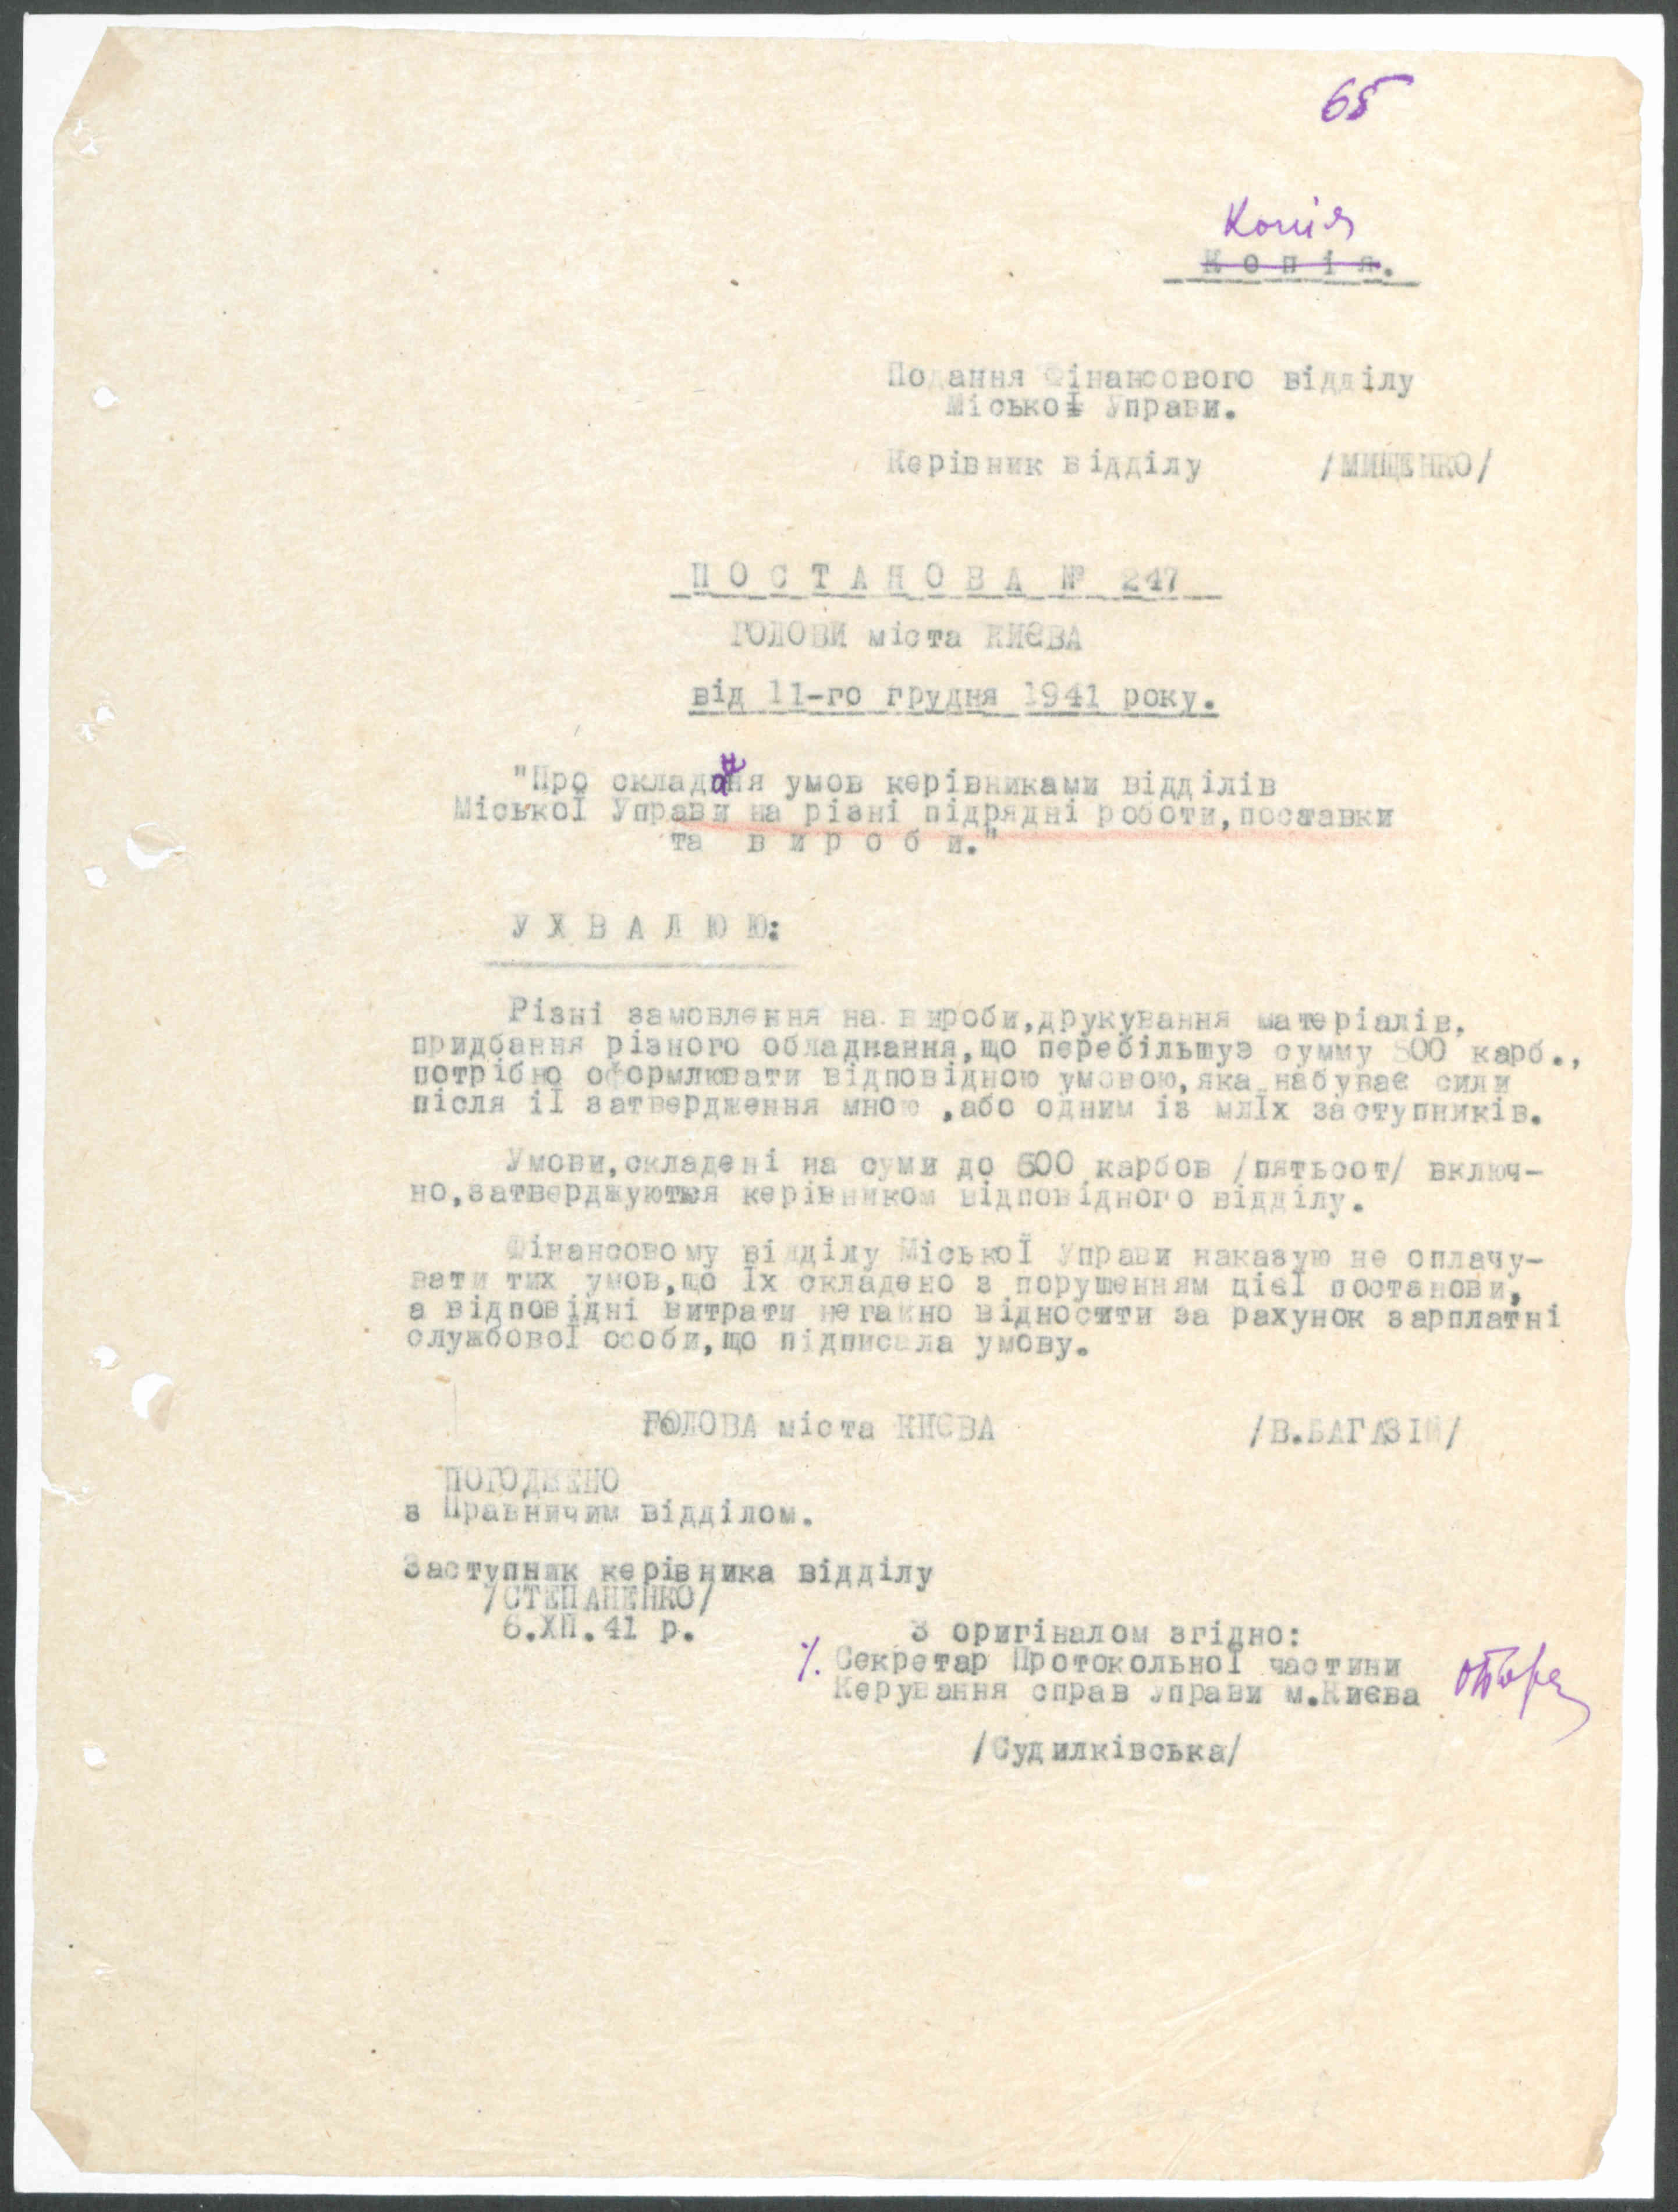 65
Копія
Копія.
Подання Фінансового відділу
Міської Управи.
Керівник відділу /МИЩЕНКО/
ПОСТАНОВА № 247
ГОЛОВИ міста КИЄВА
від 11-го грудня 1941 року.
"Про складання умов керівниками відділів
Міської Управи на різні підрядні роботи,поставки
та вироби."
УХВАЛЮЮ:
Різні замовлення на вироби,друкування матеріалів,
придбання різного обладнання,що перебільшує сумму 500 карб.,
потрібно оформлювати відповідною умовою,яка набуває сили
після її затвердження мною ,або одним із моїх заступників.
Умови,складені на суми до 500 карбов /пятьсот/ включ-
но,затверджуються керівником відповідного відділу.
Фінансовому відділу Міської Управи наказую не оплачу-
вати тих умов,що їх складено з порушенням цієї постанови,
а відповідні витрати негайно відносити за рахунок зарплатні
службової особи,що підписала умову.
ГОЛОВА міста КИЄВА /В.БАГАЗІЙ/
ПОГОДЖЕНО
з Правничим відділом.
Заступник керівника відділу
/СТЕПАНЕНКО/
6.ХІІ.41 р.
З оригіналом згідно:
Секретар Протокольної частини
Керування справ Управи м.Києва
/Судилківська/